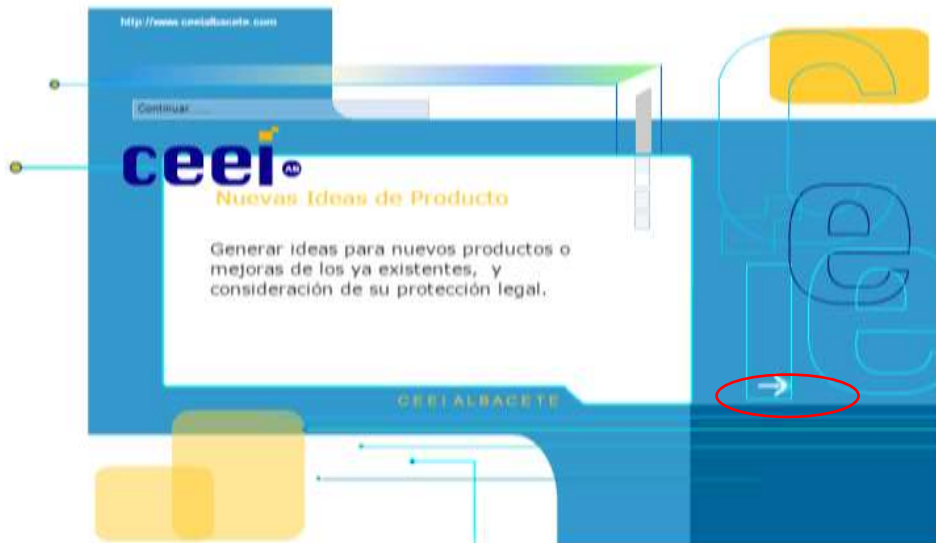 http://www.ceeialbacete.com
Continuar.....
ceei AB
Nuevas Ideas de Producto
Generar ideas para nuevos productos o
mejoras de los ya existentes, y
consideración de su protección legal.
CEEI ALBACETE